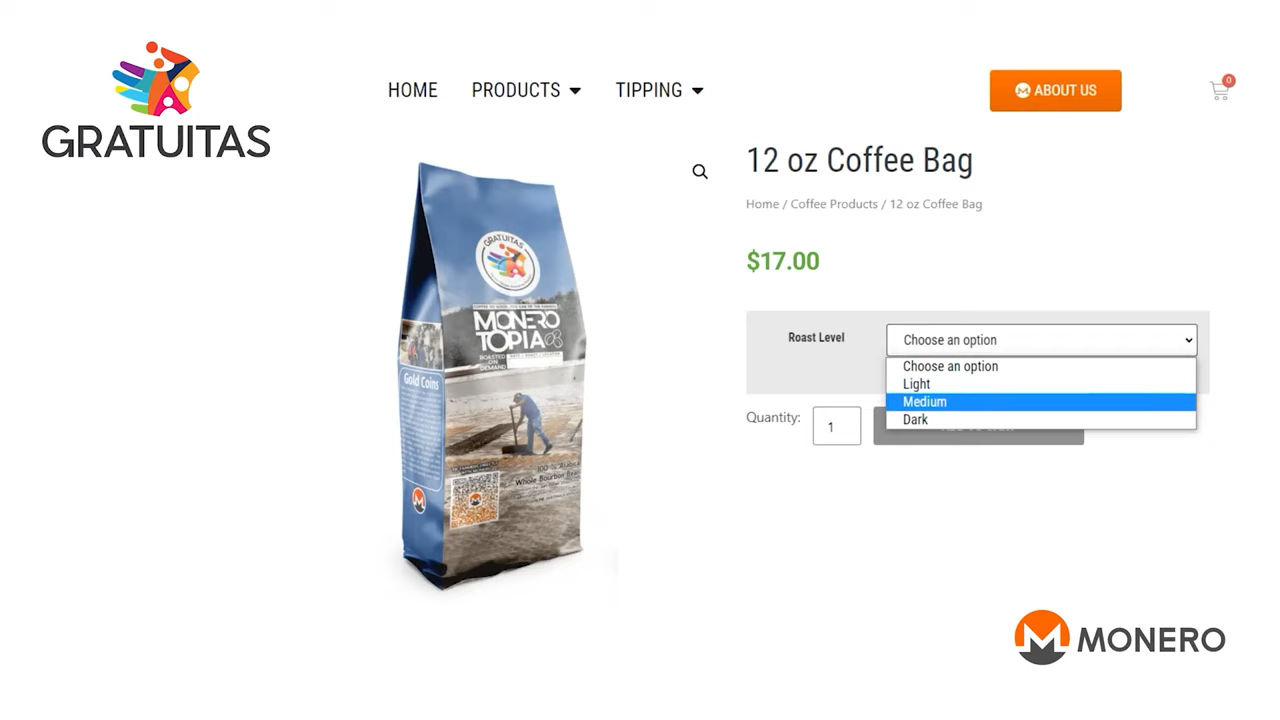 GRATUITAS
HOME
PRODUCTS
TIPPING
ABOUT US
0
12 oz Coffee Bag
Home / Coffee Products / 12 oz Coffee Bag
$17.00
Roast Level
Choose an option
Choose an option
Light
Medium
Dark
Quantity:
1
GRATUITAS
MONERO
TOPIA
ROASTED
ON
DEMAND
Gold Coins
100 % Arabica
Whole Bourbon Bean
MONERO